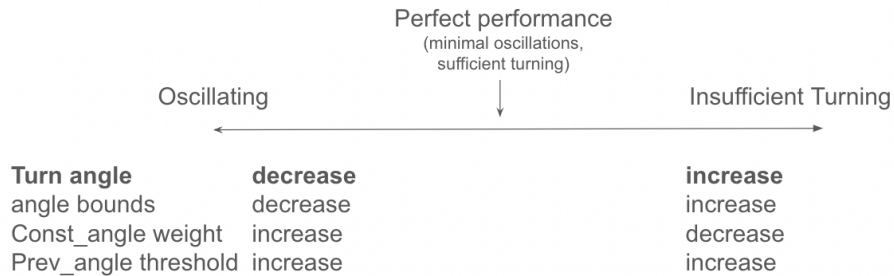 Perfect performance
(minimal oscillations,
sufficient turning)
Oscillating Insufficient Turning
Turn angle decrease increase
angle bounds decrease increase
Const_angle weight increase decrease
Prev_angle threshold increase increase